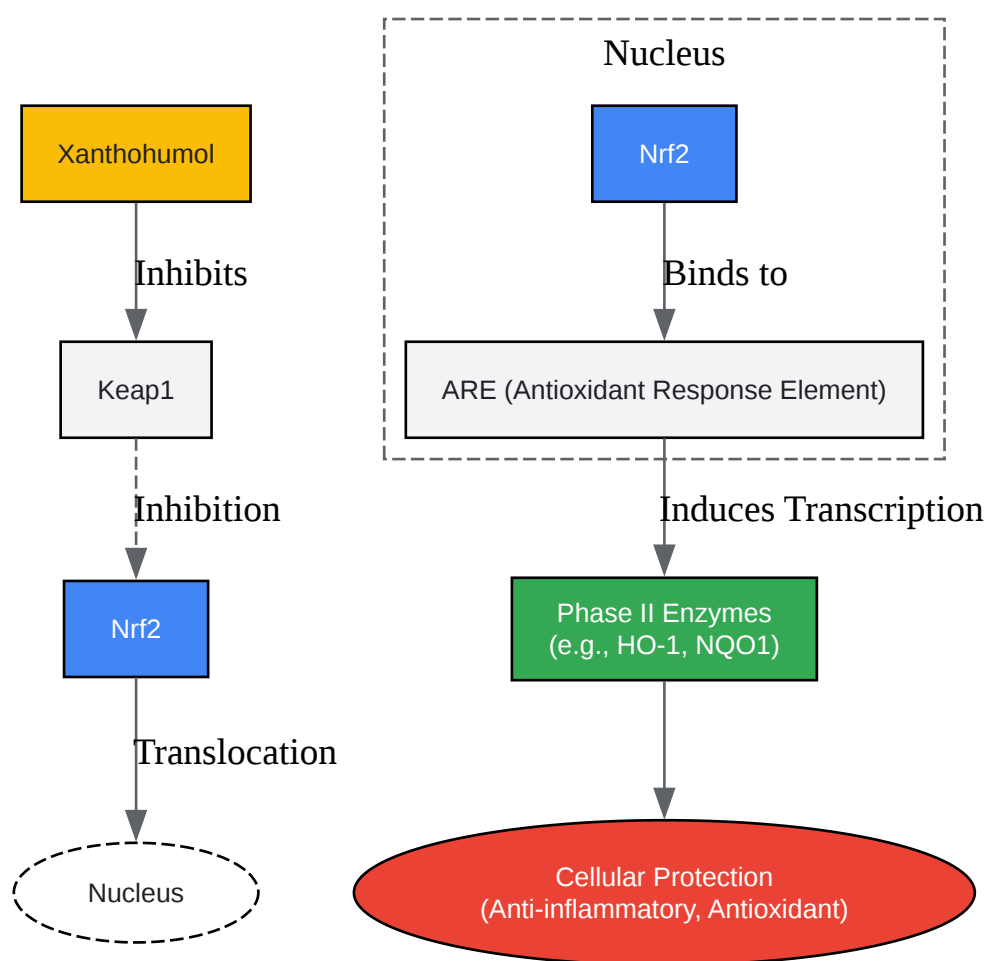 Xanthohumol
Inhibits
Keap1
Inhibition
Nrf2
Translocation
Nucleus
Nucleus
Nrf2
Binds to
ARE (Antioxidant Response Element)
Induces Transcription
Phase II Enzymes
(e.g., HO-1, NQO1)
Cellular Protection
(Anti-inflammatory, Antioxidant)